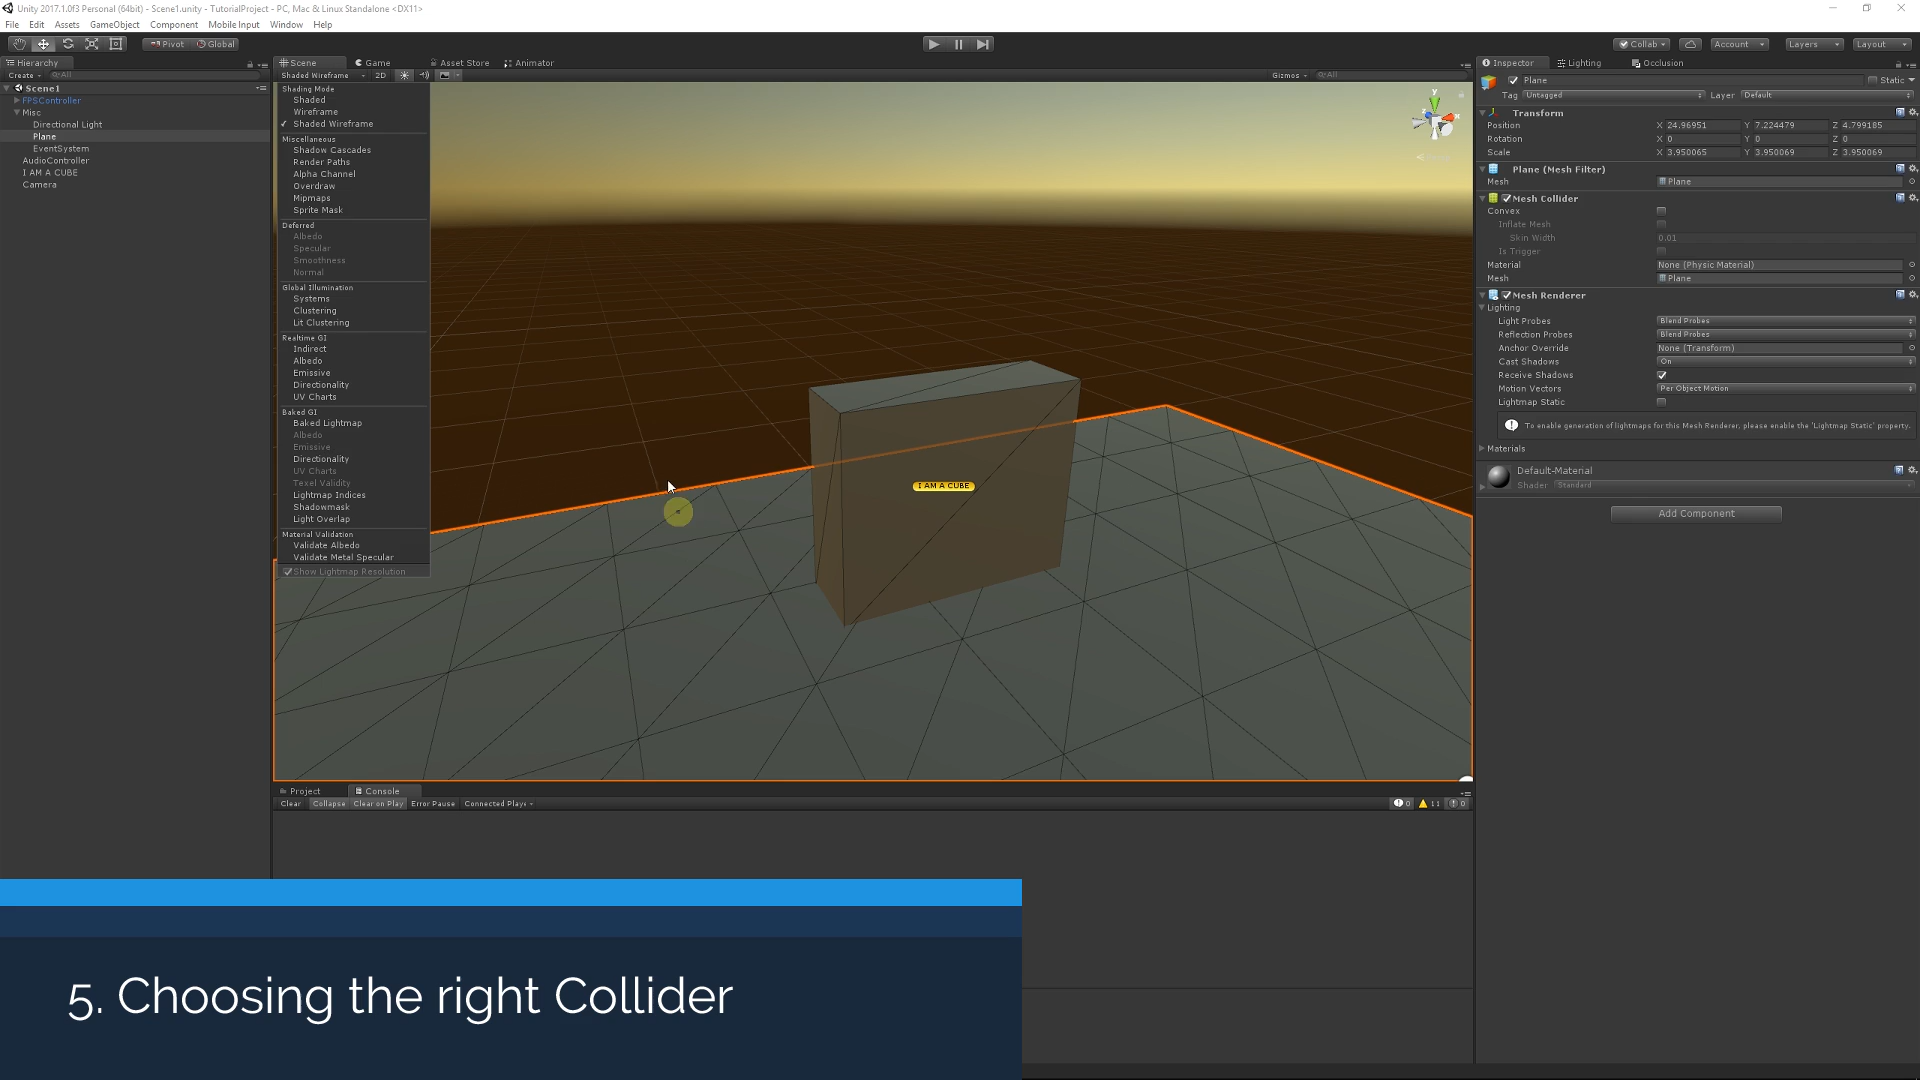 Unity 2017.1.0f3 Personal (64bit) - Scene1.unity - TutorialProject - PC, Mac & Linux Standalone <DX11>
File Edit Assets GameObject Component Mobile Input Window Help
Pivot Global Collab Account Layers Layout
Hierarchy
Create All
Scene1
FPSController
Misc
Directional Light
Plane
EventSystem
AudioController
I AM A CUBE
Camera
Scene Game Asset Store Animator
Shaded Wireframe 2D Gizmos All
Shading Mode
Shaded
Wireframe
Shaded Wireframe
Miscellaneous
Shadow Cascades
Render Paths
Alpha Channel
Overdraw
Mipmaps
Sprite Mask
Deferred
Albedo
Specular
Smoothness
Normal
Global Illumination
Systems
Clustering
Lit Clustering
Realtime GI
Indirect
Albedo
Emissive
Directionality
UV Charts
Baked GI
Baked Lightmap
Albedo
Emissive
Directionality
UV Charts
Texel Validity
Lightmap Indices
Shadowmask
Light Overlap
Material Validation
Validate Albedo
Validate Metal Specular
Show Lightmap Resolution
y
x
z
I AM A CUBE
Project Console
Clear Collapse Clear on Play Error Pause Connected Playe 0 11 0
Inspector Lighting Occlusion
Plane Static
Tag Untagged Layer Default
Transform
Position X 24.96951 Y 7.224479 Z 4.799185
Rotation X 0 Y 0 Z 0
Scale X 3.950065 Y 3.950069 Z 3.950069
Plane (Mesh Filter)
Mesh Plane
Mesh Collider
Convex
Inflate Mesh
Skin Width 0.01
Is Trigger
Material None (Physic Material)
Mesh Plane
Mesh Renderer
Lighting
Light Probes Blend Probes
Reflection Probes Blend Probes
Anchor Override None (Transform)
Cast Shadows On
Receive Shadows
Motion Vectors Per Object Motion
Lightmap Static
To enable generation of lightmaps for this Mesh Renderer, please enable the 'Lightmap Static' property.
Materials
Default-Material
Shader Standard
Add Component
5. Choosing the right Collider